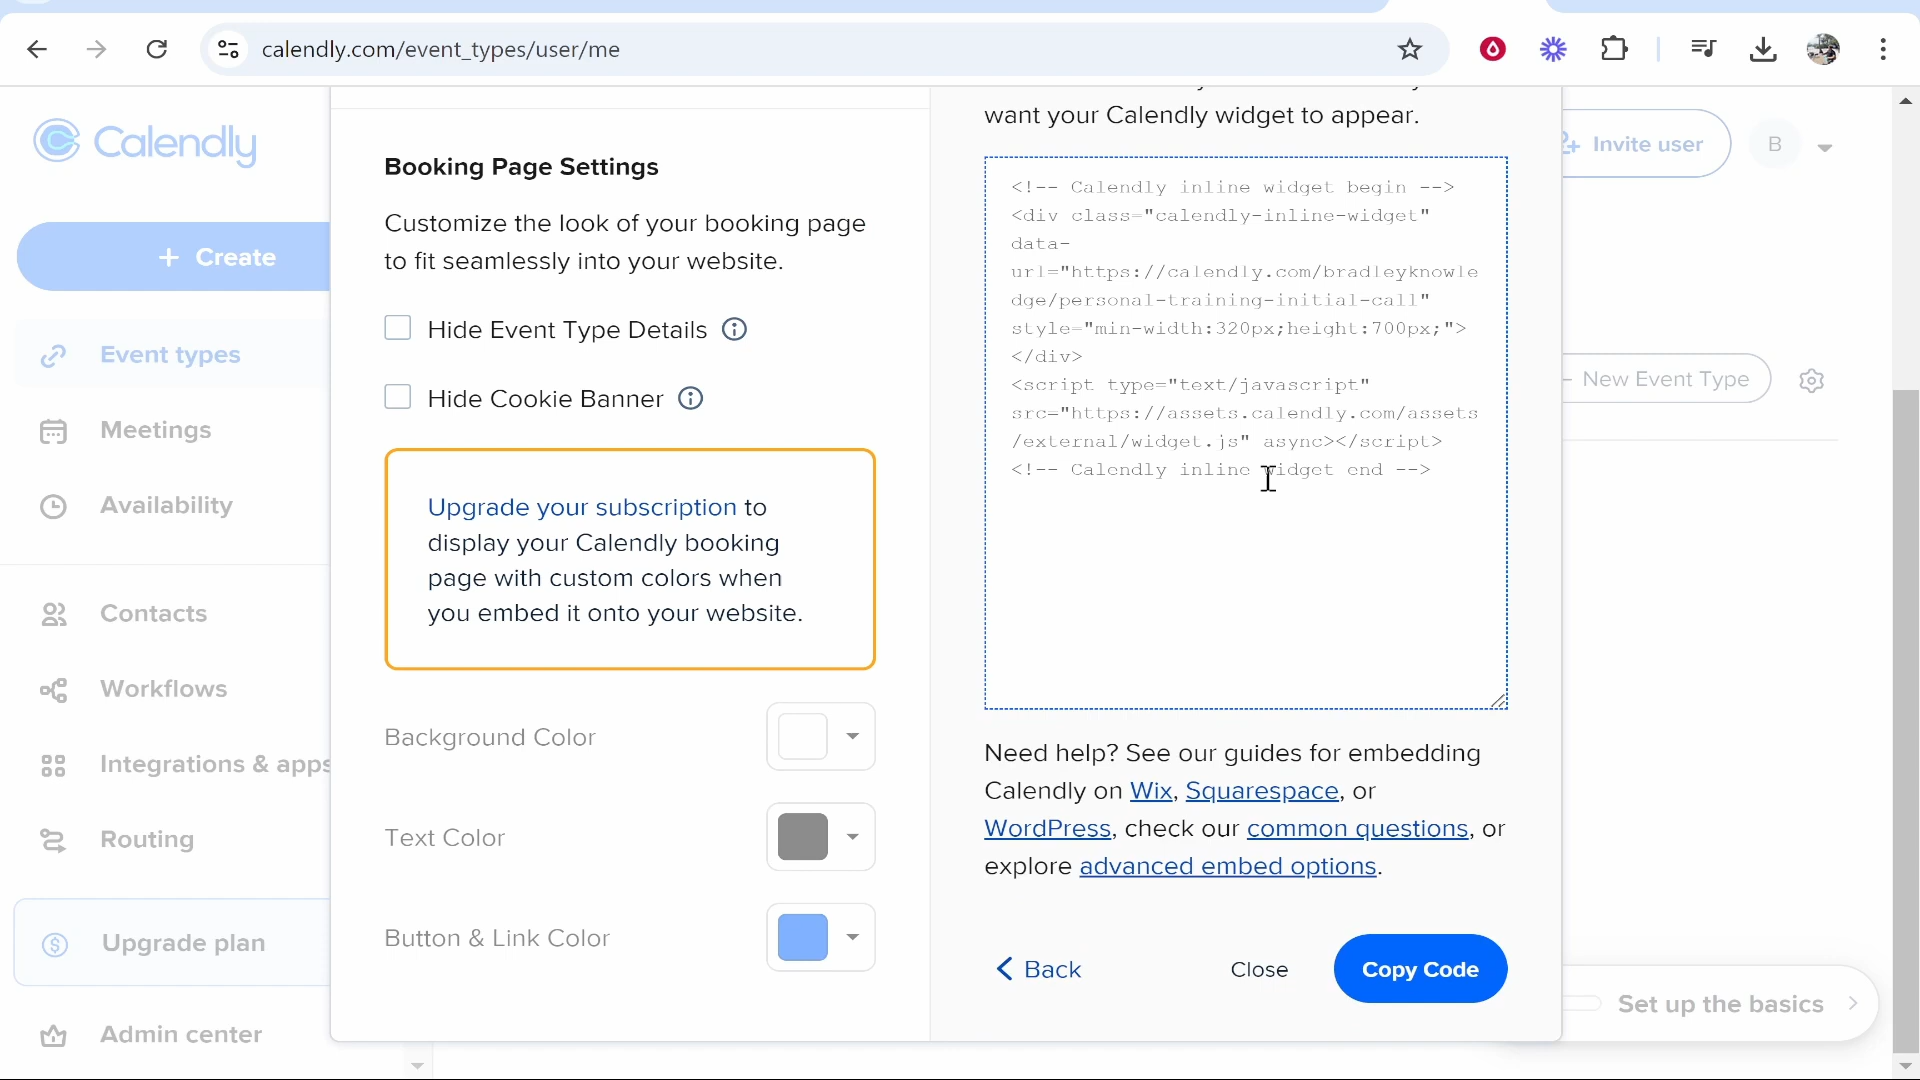 calendly.com/event_types/user/me
Calendly
+ Create
Event types
Meetings
Availability
Contacts
Workflows
Integrations & apps
Routing
Upgrade plan
Admin center
Booking Page Settings
Customize the look of your booking page
to fit seamlessly into your website.
Hide Event Type Details
Hide Cookie Banner
Upgrade your subscription to
display your Calendly booking
page with custom colors when
you embed it onto your website.
Background Color
Text Color
Button & Link Color
want your Calendly widget to appear.
<!-- Calendly inline widget begin -->
<div class="calendly-inline-widget"
data-
url="https://calendly.com/bradleyknowle
dge/personal-training-initial-call"
style="min-width:320px;height:700px;">
</div>
<script type="text/javascript"
src="https://assets.calendly.com/assets
/external/widget.js" async></script>
<!-- Calendly inline widget end -->
Need help? See our guides for embedding
Calendly on Wix, Squarespace, or
WordPress, check our common questions, or
explore advanced embed options.
Back
Close
Copy Code
Invite user
B
New Event Type
Set up the basics